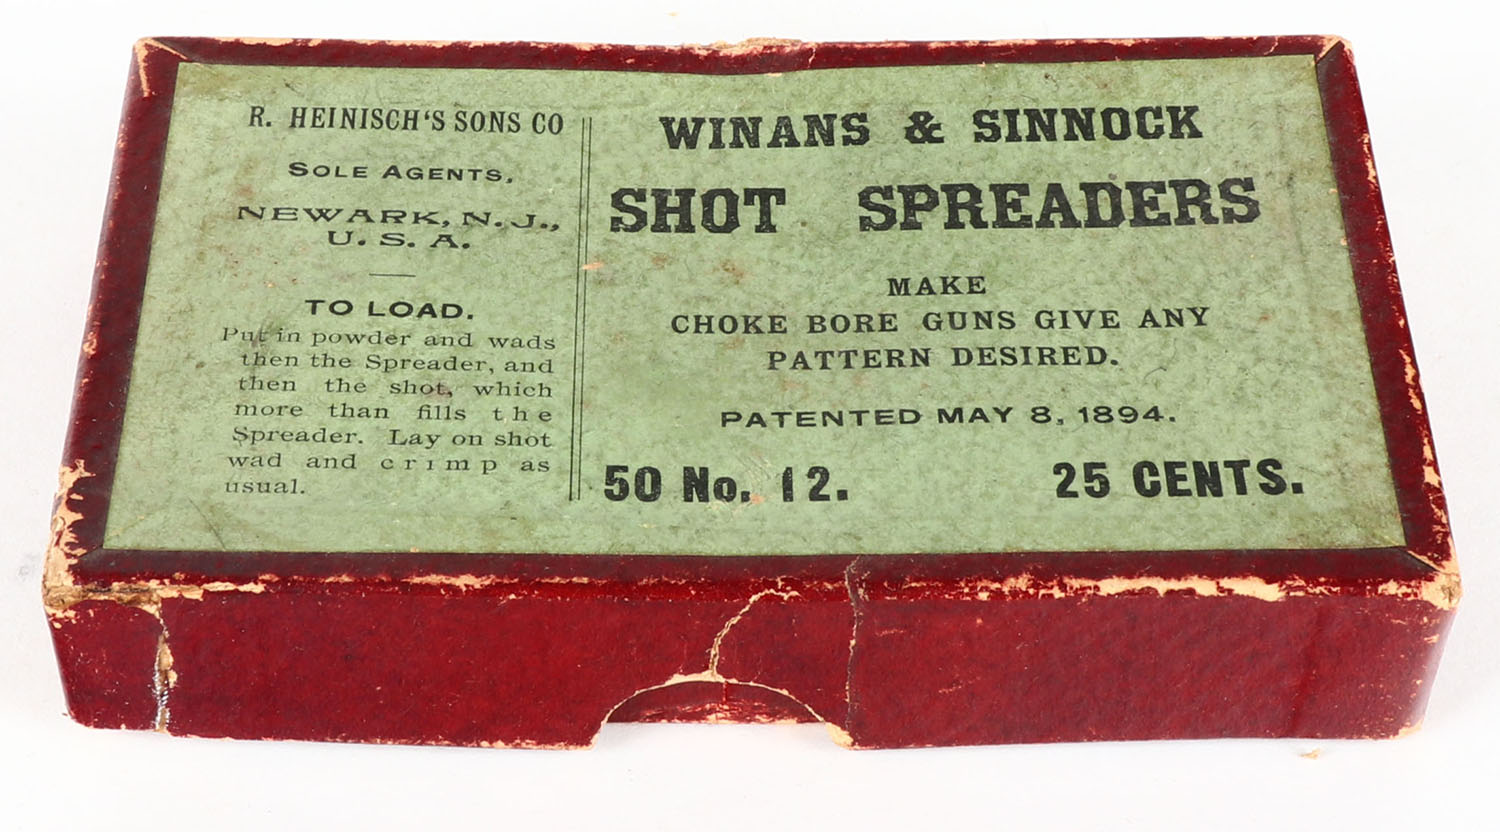 R. HEINISCH'S SONS CO
SOLE AGENTS,
NEWARK, N. J.,
U. S. A.
TO LOAD.
Put in powder and wads
then the Spreader, and
then the shot, which
more than fills the
Spreader. Lay on shot
wad and crimp as
usual.
WINANS & SINNOCK
SHOT SPREADERS
MAKE
CHOKE BORE GUNS GIVE ANY
PATTERN DESIRED.
PATENTED MAY 8, 1894.
50 No. 12. 25 CENTS.